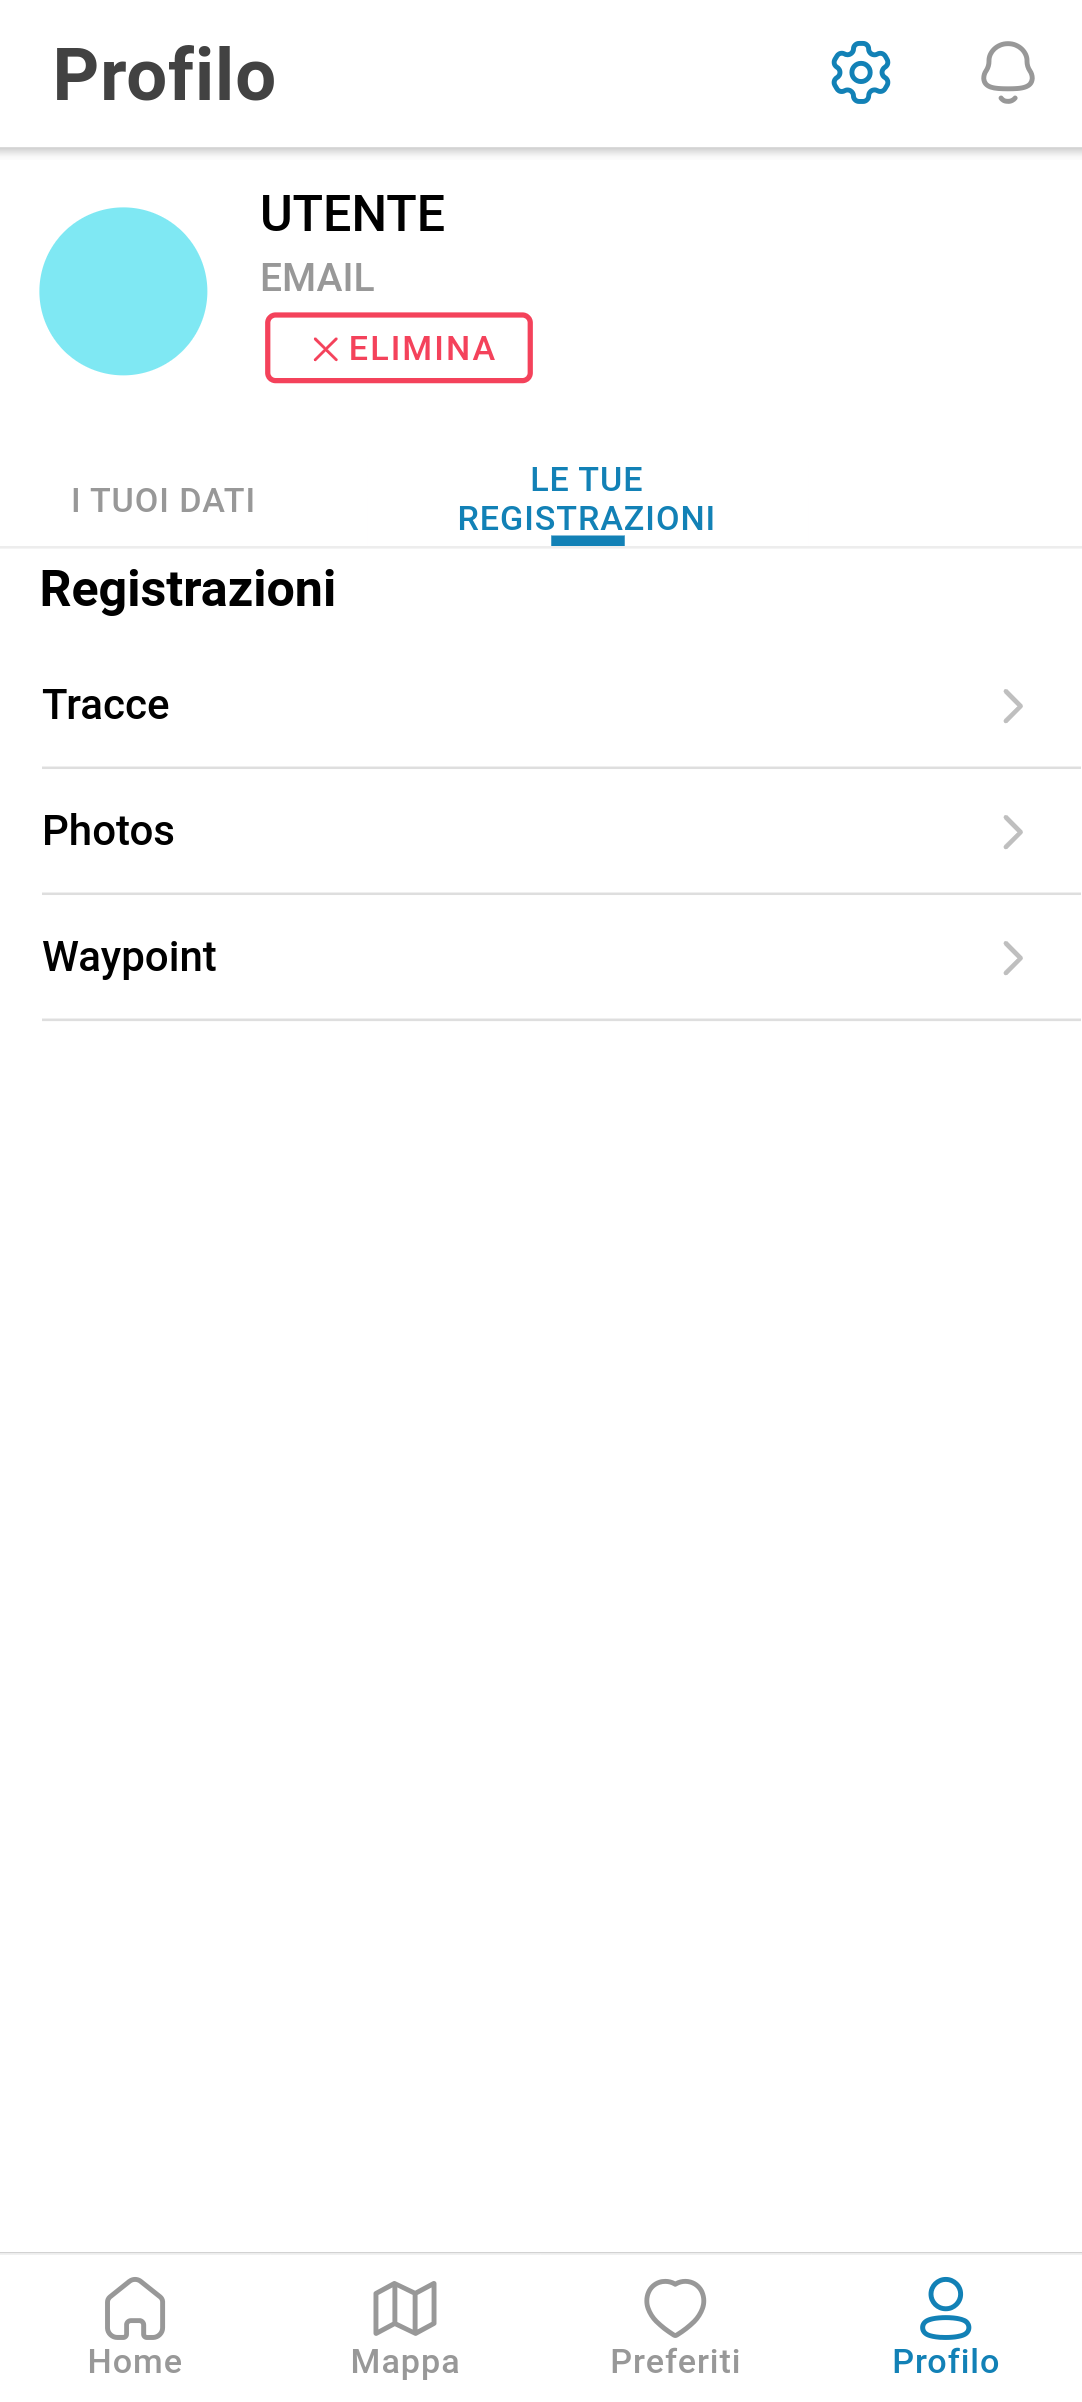 Profilo
UTENTE
EMAIL
ELIMINA
I TUOI DATI
LE TUE
REGISTRAZIONI
Registrazioni
Tracce
Photos
Waypoint
Home
Mappa
Preferiti
Profilo